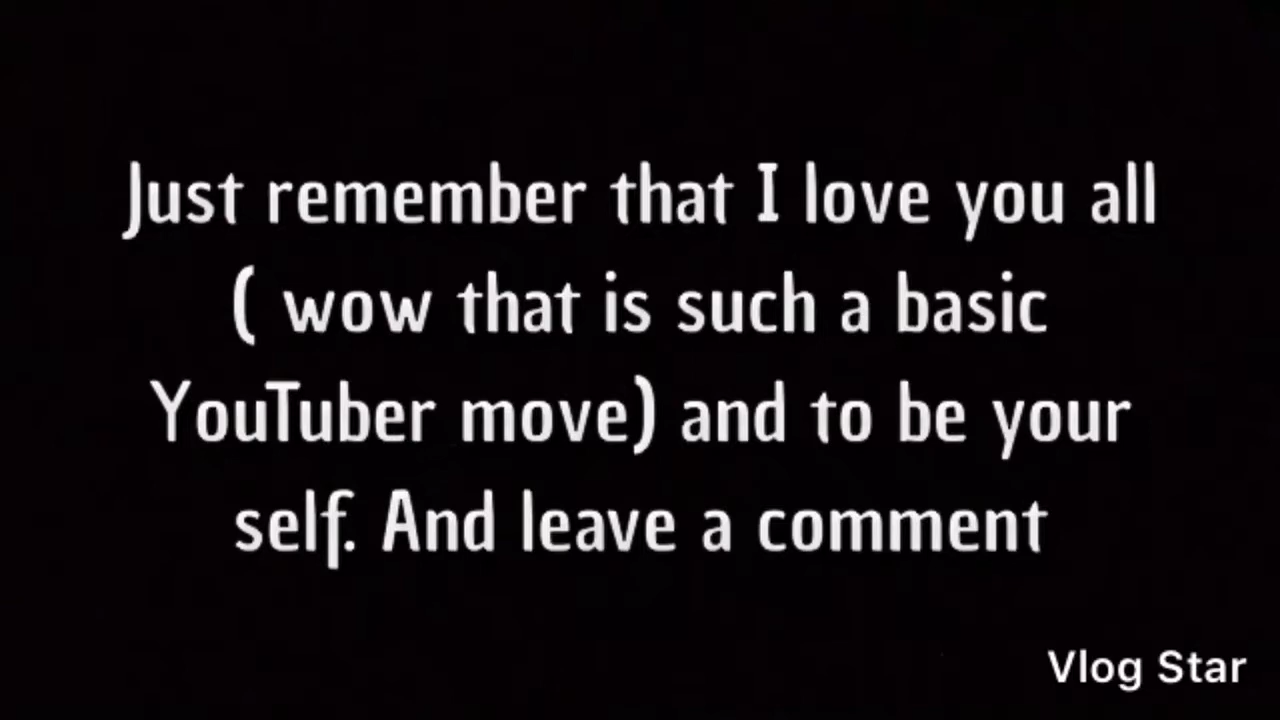 Just remember that I love you all
( wow that is such a basic
YouTuber move) and to be your
self. And leave a comment
Vlog Star